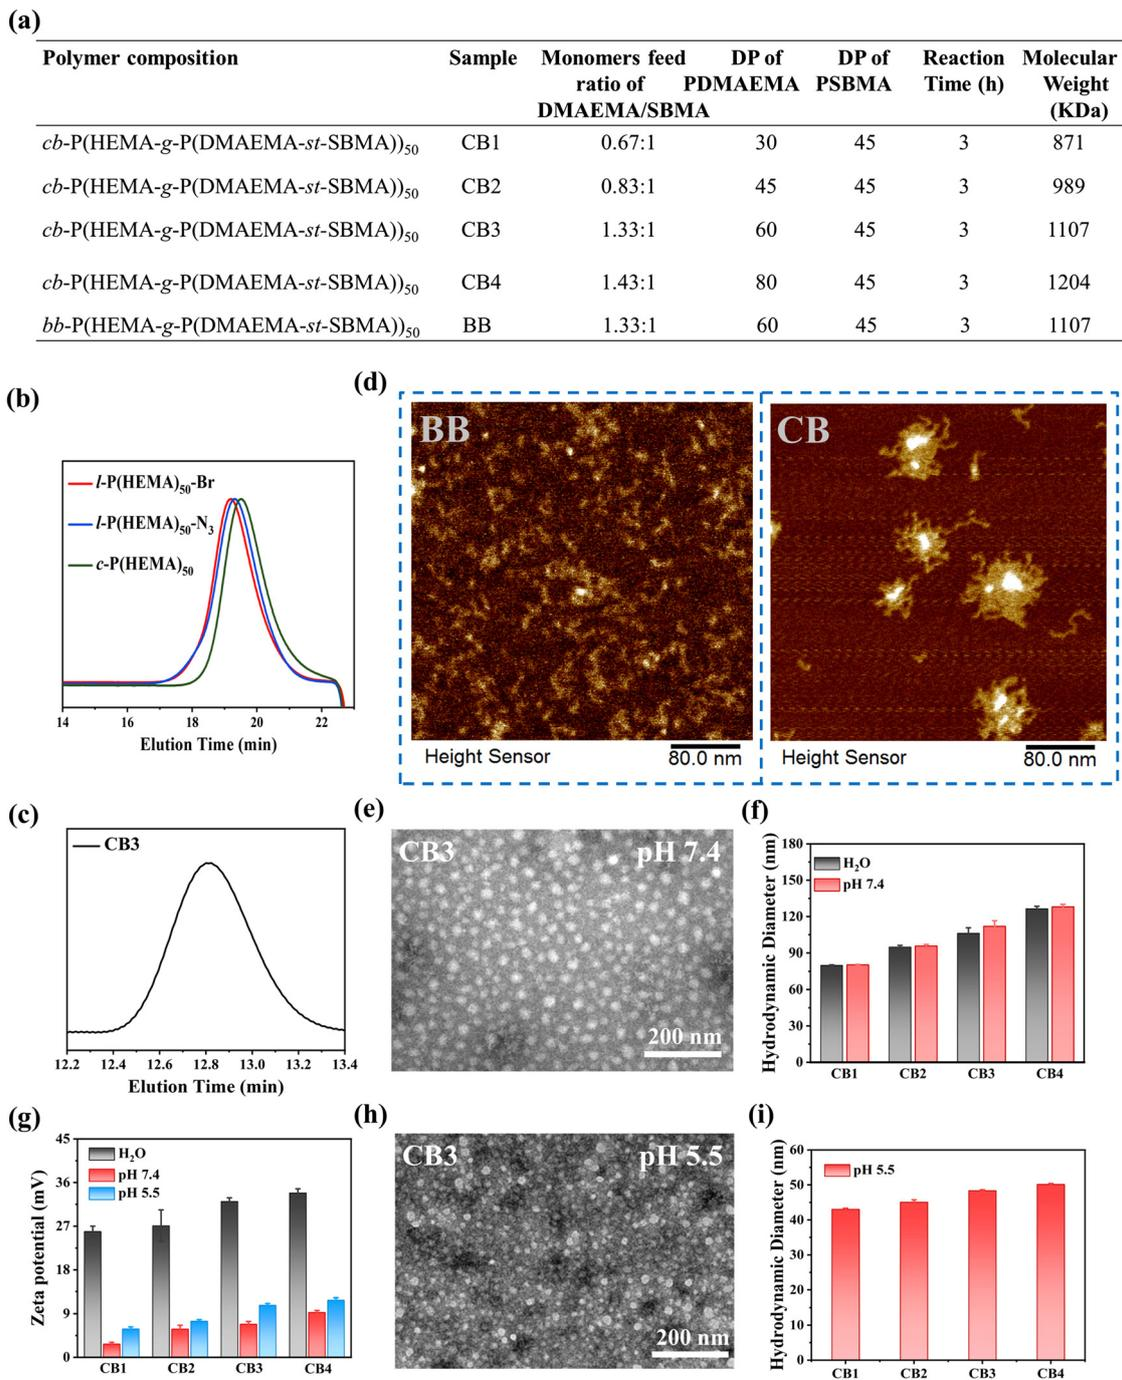 (a)
Polymer composition Sample Monomers feed ratio of DMAEMA/SBMA DP of PDMAEMA DP of PSBMA Reaction Time (h) Molecular Weight (KDa)
cb-P(HEMA-g-P(DMAEMA-st-SBMA))50 CB1 0.67:1 30 45 3 871
cb-P(HEMA-g-P(DMAEMA-st-SBMA))50 CB2 0.83:1 45 45 3 989
cb-P(HEMA-g-P(DMAEMA-st-SBMA))50 CB3 1.33:1 60 45 3 1107
cb-P(HEMA-g-P(DMAEMA-st-SBMA))50 CB4 1.43:1 80 45 3 1204
bb-P(HEMA-g-P(DMAEMA-st-SBMA))50 BB 1.33:1 60 45 3 1107
(b)
l-P(HEMA)50-Br
l-P(HEMA)50-N3
c-P(HEMA)50
14 16 18 20 22
Elution Time (min)
(d)
BB
Height Sensor 80.0 nm
CB
Height Sensor 80.0 nm
(c)
CB3
12.2 12.4 12.6 12.8 13.0 13.2 13.4
Elution Time (min)
(e)
CB3 pH 7.4
200 nm
(f)
Hydrodynamic Diameter (nm)
180
150
120
90
60
30
0
H2O
pH 7.4
CB1 CB2 CB3 CB4
(g)
Zeta potential (mV)
45
36
27
18
9
0
H2O
pH 7.4
pH 5.5
CB1 CB2 CB3 CB4
(h)
CB3 pH 5.5
200 nm
(i)
Hydrodynamic Diameter (nm)
60
50
40
30
20
10
0
pH 5.5
CB1 CB2 CB3 CB4